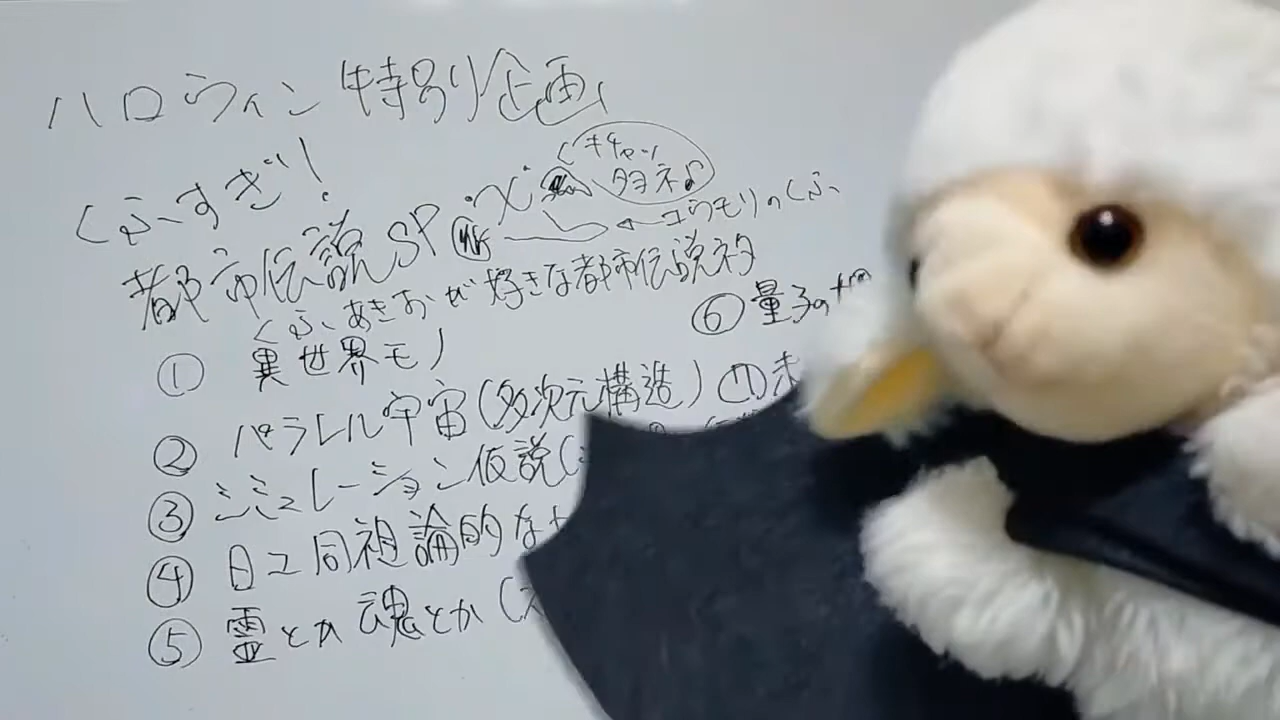 ハロウィン特別企画
くふすぎ!
キャッ
タヨネ♪
都市伝説SP
コウモリのくふ
くふ、あきおが好きな都市伝説ネタ
① 異世界モノ
② パラレル宇宙(多次元構造)
③ シミュレーション仮説(
④ 日ユ同祖論的な
⑤ 霊とか魂とか(
⑥ 量子の
⑦ 未